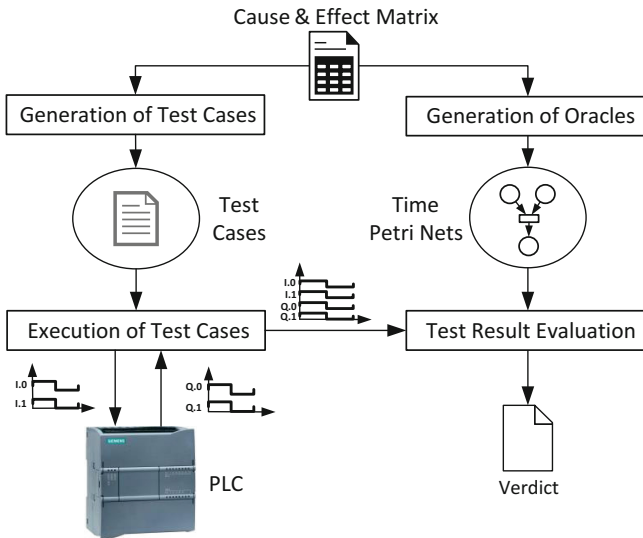 Cause & Effect Matrix
Generation of Test Cases
Generation of Oracles
Test
Cases
Time
Petri Nets
I.0
I.1
Q.0
Q.1
Execution of Test Cases
Test Result Evaluation
I.0
I.1
Q.0
Q.1
SIEMENS
PLC
Verdict